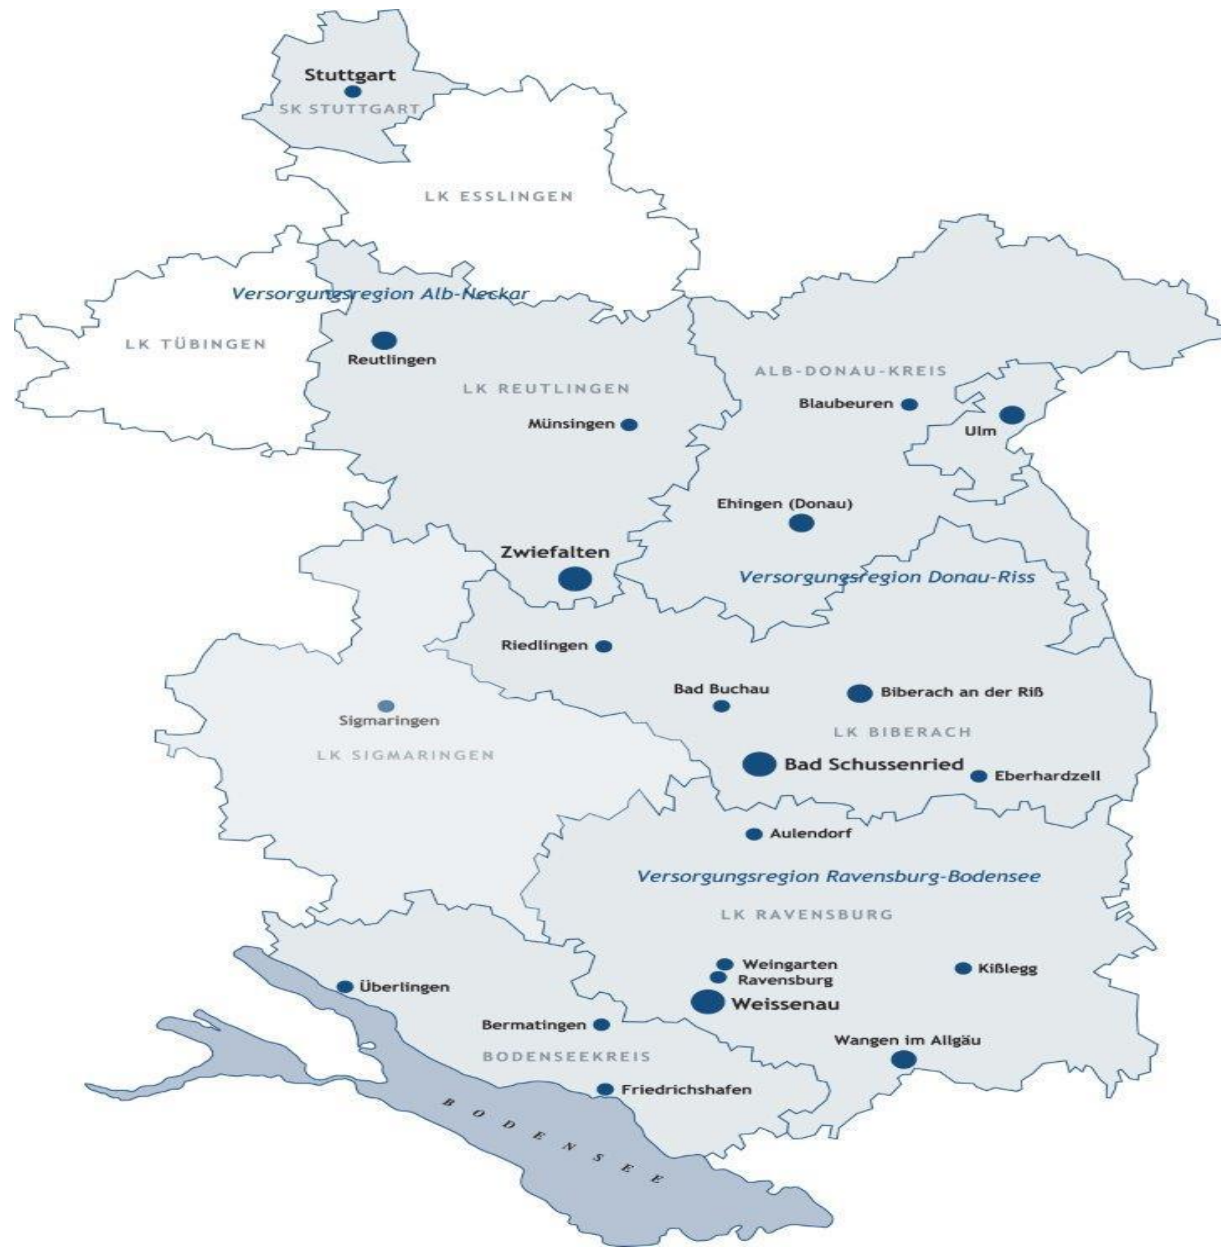 Stuttgart
SK STUTTGART
LK ESSLINGEN
Versorgungsregion Alb-Neckar
LK TÜBINGEN
Reutlingen
LK REUTLINGEN
ALB-DONAU-KREIS
Blaubeuren
Münsingen
Ulm
Ehingen (Donau)
Zwiefalten
Versorgungsregion Donau-Riss
Riedlingen
Bad Buchau
Biberach an der Riß
Sigmaringen
LK BIBERACH
LK SIGMARINGEN
Bad Schussenried
Eberhardzell
Aulendorf
Versorgungsregion Ravensburg-Bodensee
LK RAVENSBURG
Weingarten
Kißlegg
Ravensburg
Überlingen
Weissenau
Bermatingen
Wangen im Allgäu
BODENSEEKREIS
Friedrichshafen
BODENSEE